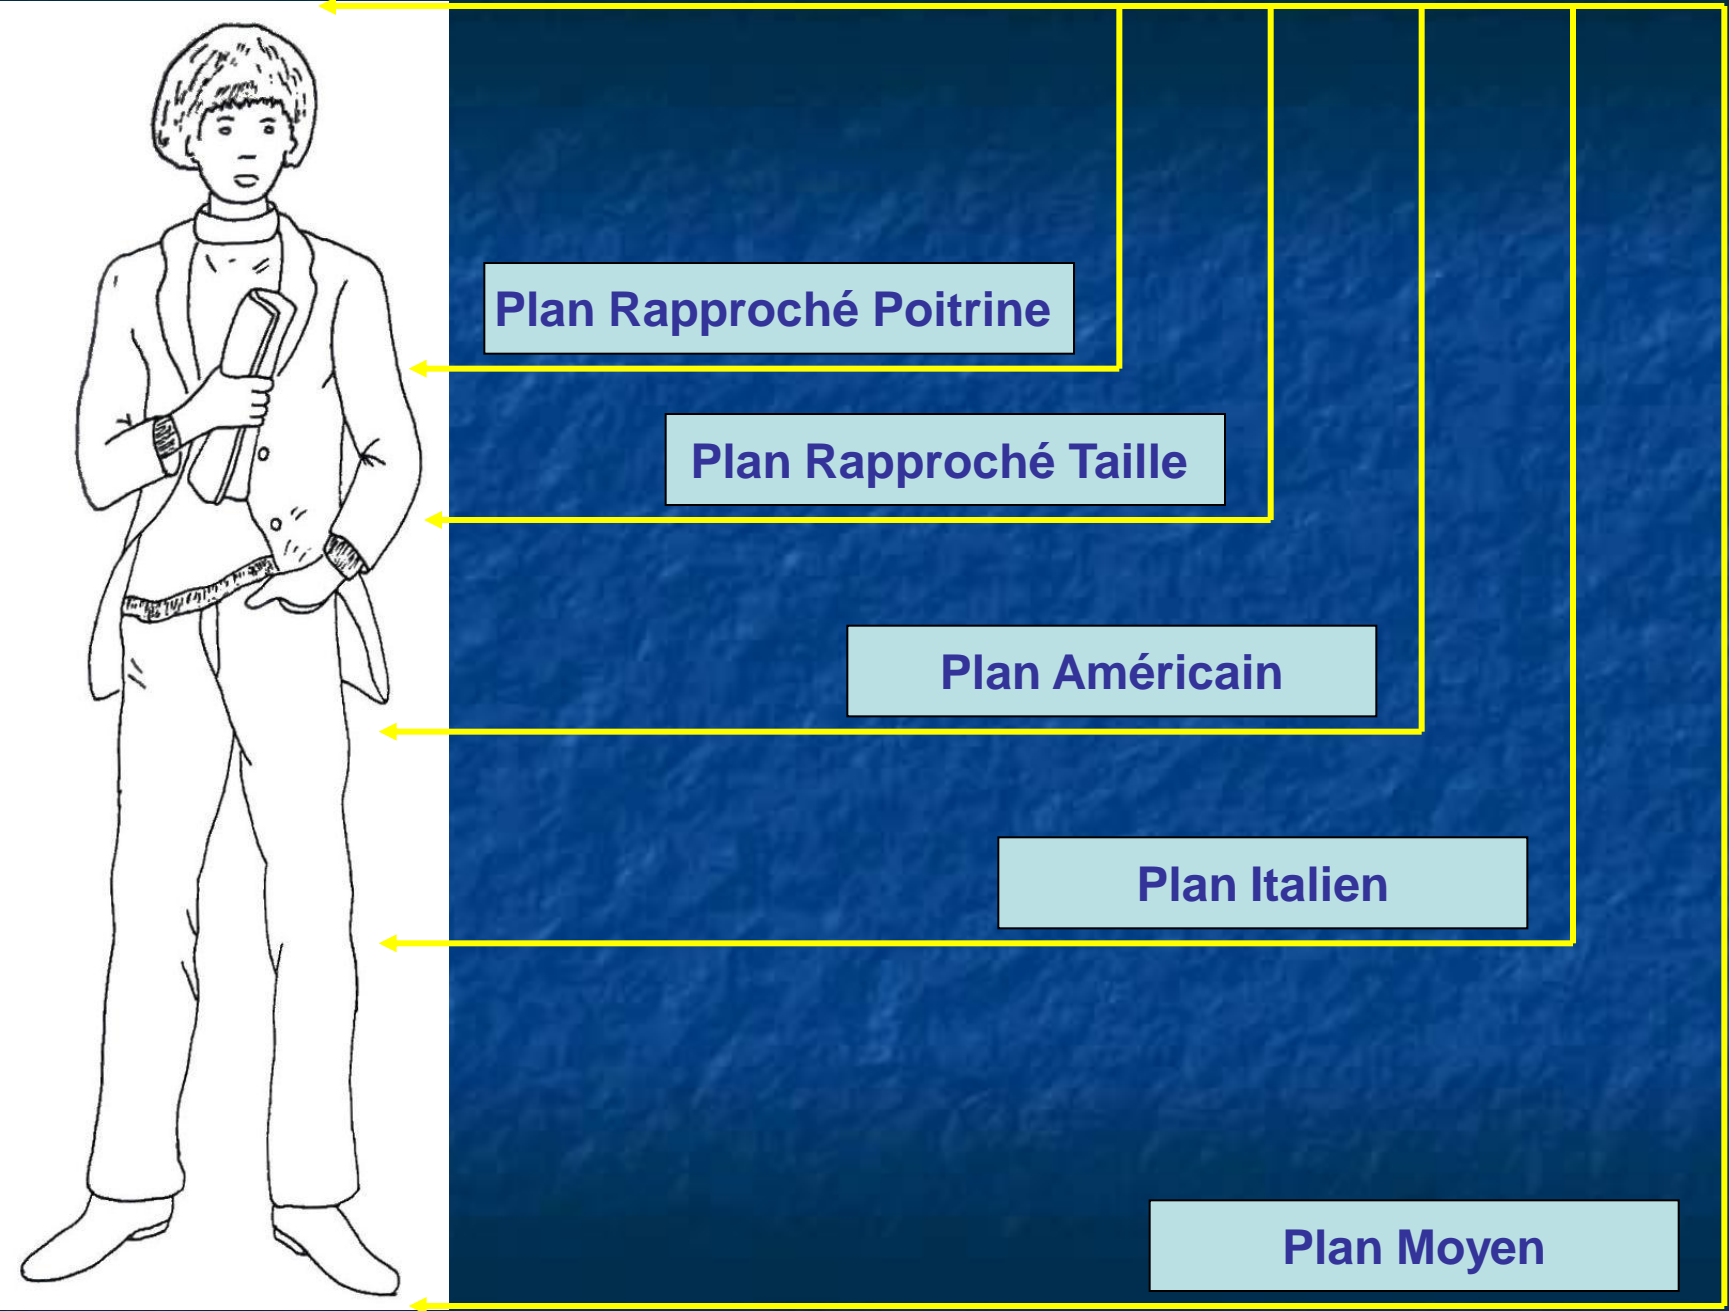 Plan Rapproché Poitrine
Plan Rapproché Taille
Plan Américain
Plan Italien
Plan Moyen